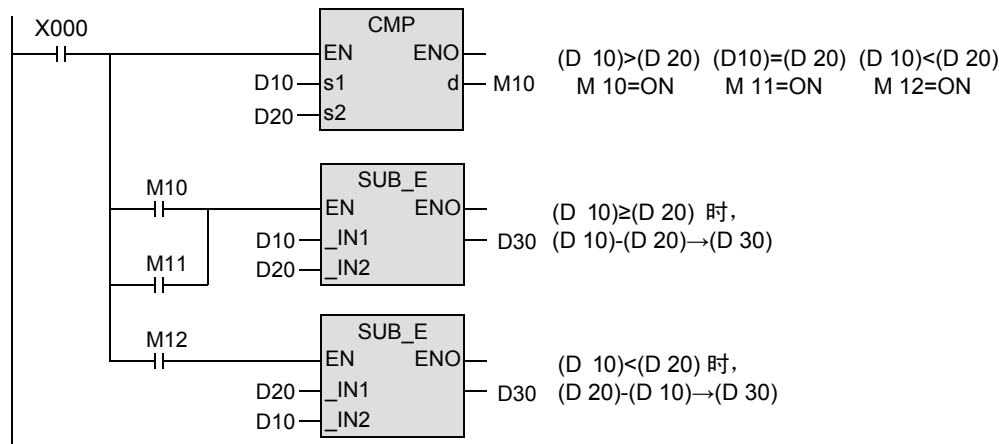 X000
CMP
EN ENO
D10 s1 d M10
D20 s2
(D 10)>(D 20) (D10)=(D 20) (D 10)<(D 20)
M 10=ON M 11=ON M 12=ON
M10
SUB_E
EN ENO
D10 _IN1 D30
M11
D20 _IN2
(D 10)≥(D 20) 时,
(D 10)-(D 20)→(D 30)
M12
SUB_E
EN ENO
D20 _IN1 D30
D10 _IN2
(D 10)<(D 20) 时,
(D 20)-(D 10)→(D 30)